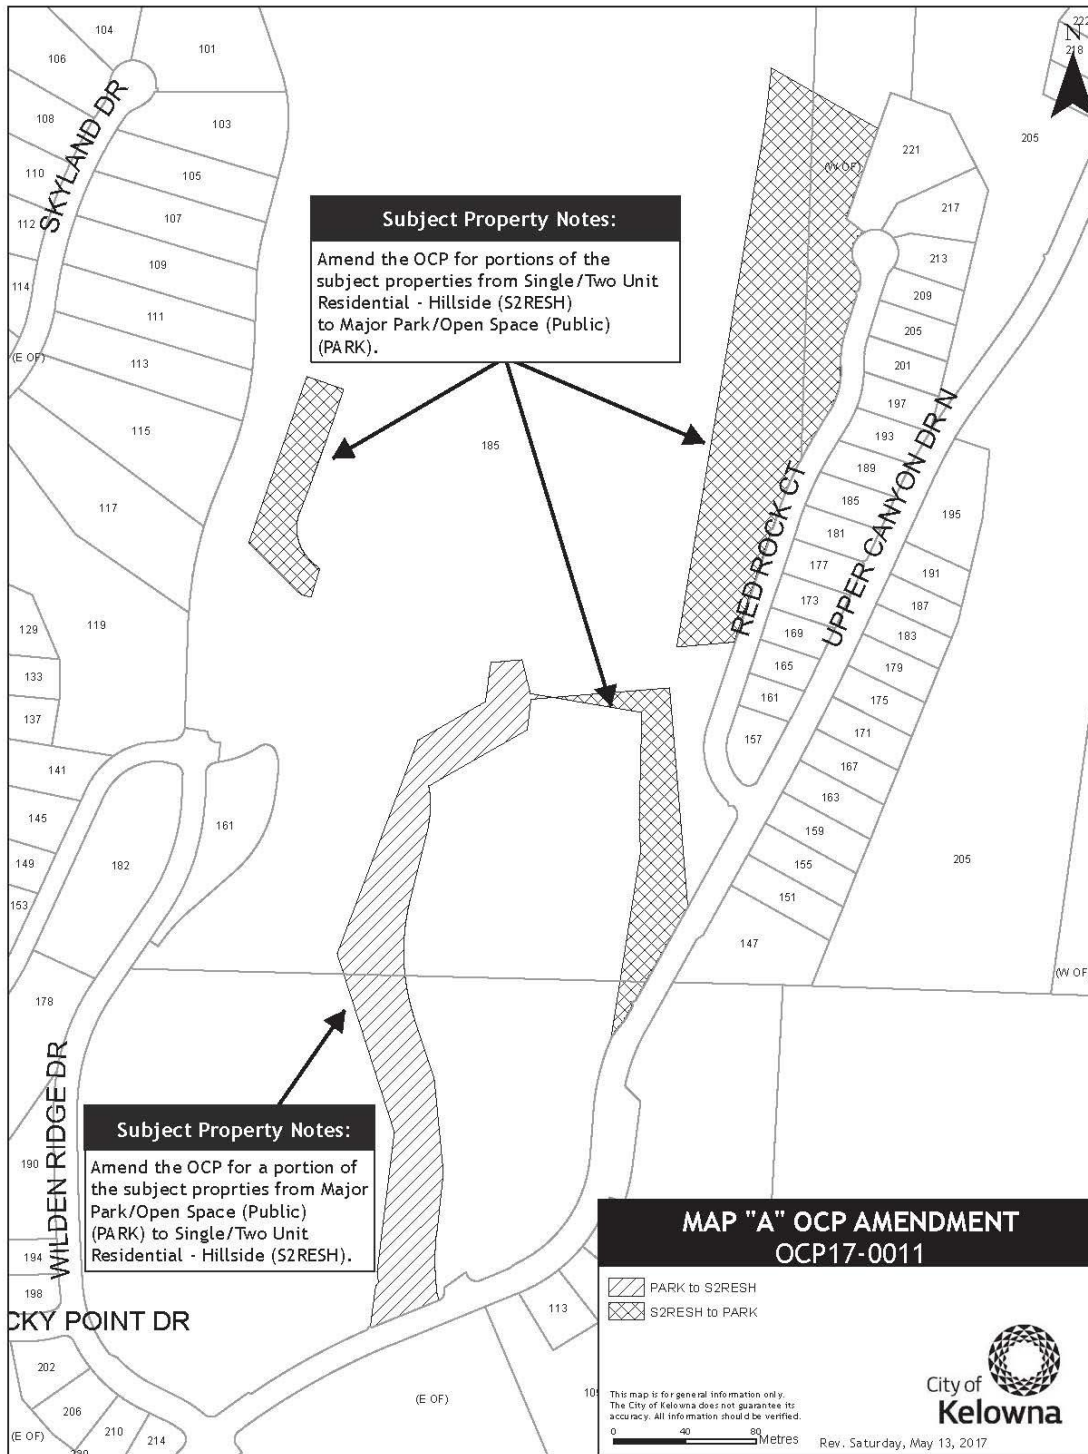 104
106
101
108
103
110
105
112
107
114
109
111
(E OF)
113
115
117
119
129
133
137
141
145
149
153
161
182
178
190
194
198
202
206
210
214
(E OF)
SKYLAND DR
WILDEN RIDGE DR
CKY POINT DR
Subject Property Notes:
Amend the OCP for portions of the
subject properties from Single/Two Unit
Residential - Hillside (S2RESH)
to Major Park/Open Space (Public)
(PARK).
185
222
N
218
205
(W OF)
221
217
213
209
205
201
197
193
189
185
181
177
173
169
165
161
157
RED ROCK CT
UPPER CANYON DR N
195
191
187
183
179
175
171
167
163
159
155
151
147
205
(W OF
Subject Property Notes:
Amend the OCP for a portion of
the subject proprties from Major
Park/Open Space (Public)
(PARK) to Single/Two Unit
Residential - Hillside (S2RESH).
113
(E OF)
MAP "A" OCP AMENDMENT
OCP17-0011
PARK to S2RESH
S2RESH to PARK
This map is for general information only.
The City of Kelowna does not guarantee its
accuracy. All information should be verified.
0 40 80 Metres
City of
Kelowna
Rev. Saturday, May 13, 2017